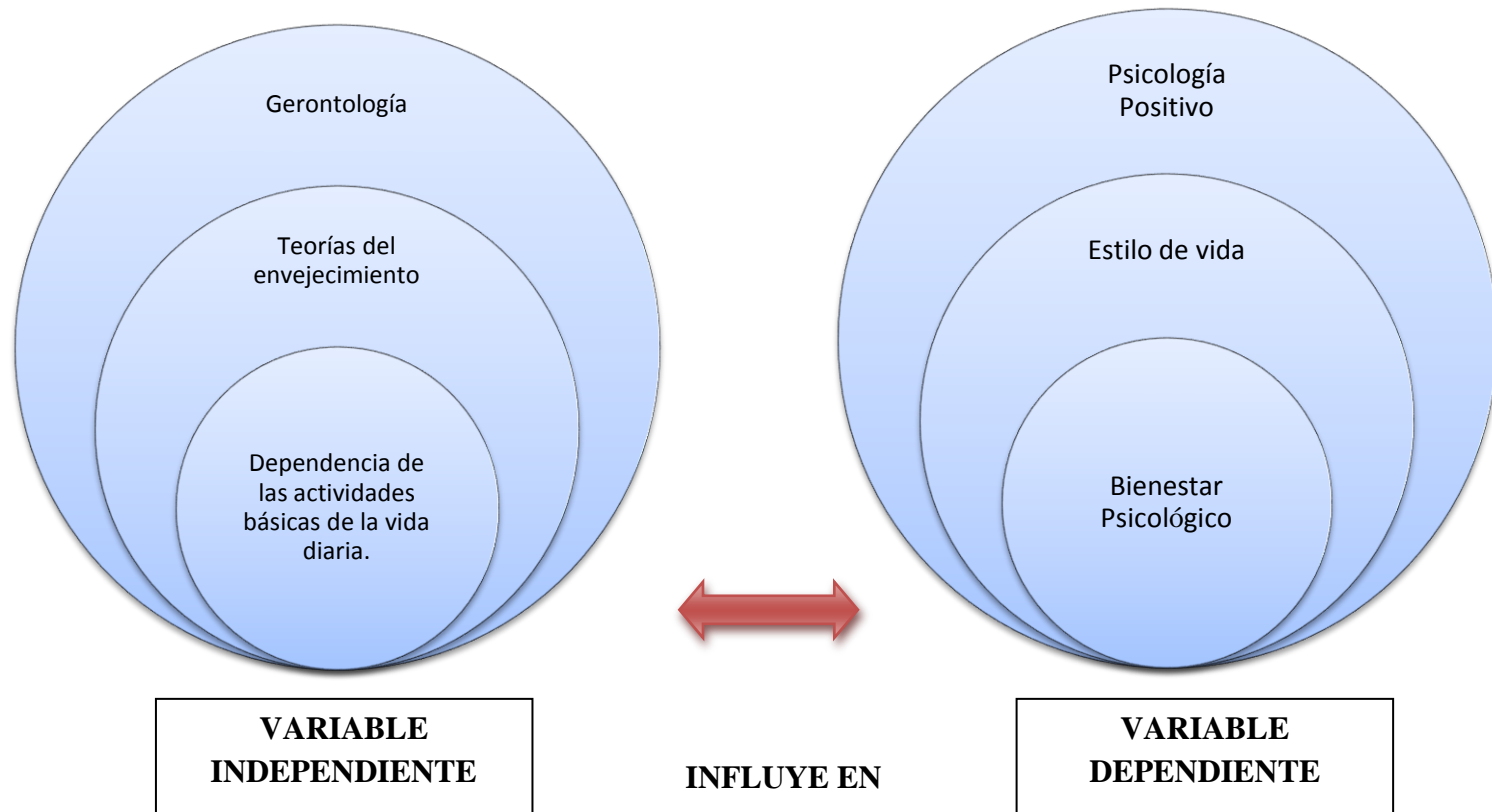 Gerontología
Teorías del
envejecimiento
Dependencia de
las actividades
básicas de la vida
diaria.
Psicología
Positivo
Estilo de vida
Bienestar
Psicológico
VARIABLE
INDEPENDIENTE
INFLUYE EN
VARIABLE
DEPENDIENTE